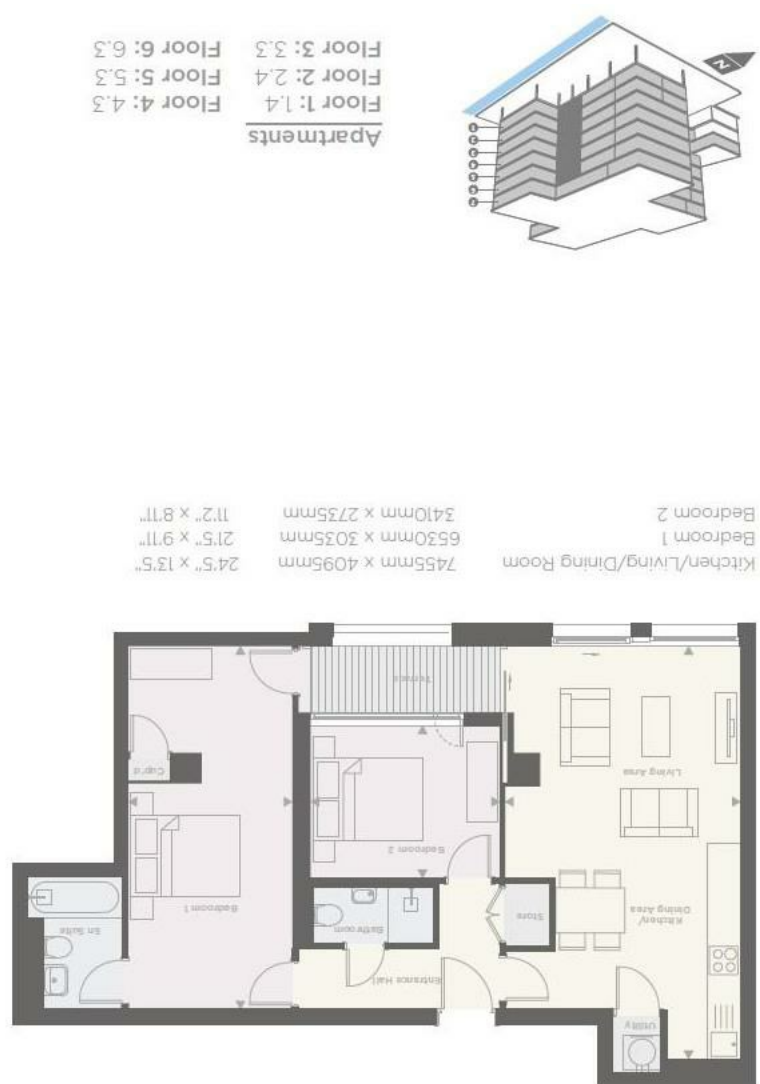 Utility
Entrance Hall
Kitchen/
Dining Area
Store
Bathroom
En Suite
Bedroom 1
Bedroom 2
Living Area
Cup'd
Terrace
Kitchen/Living/Dining Room 7455mm x 4095mm 24'5" x 13'5"
Bedroom 1 6530mm x 3035mm 21'5" x 9'11"
Bedroom 2 3410mm x 2735mm 11'2" x 8'11"
N
Apartments
Floor 1: 1.4 Floor 4: 4.3
Floor 2: 2.4 Floor 5: 5.3
Floor 3: 3.3 Floor 6: 6.3